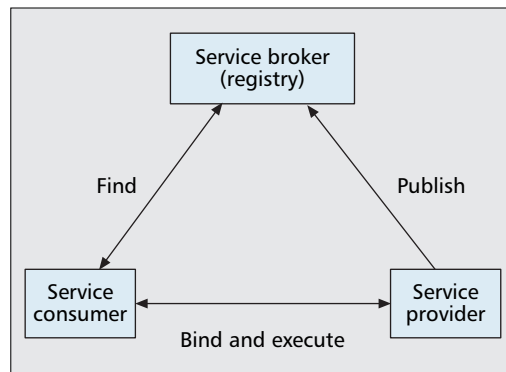 Service broker
(registry)
Find
Publish
Service
consumer
Service
provider
Bind and execute